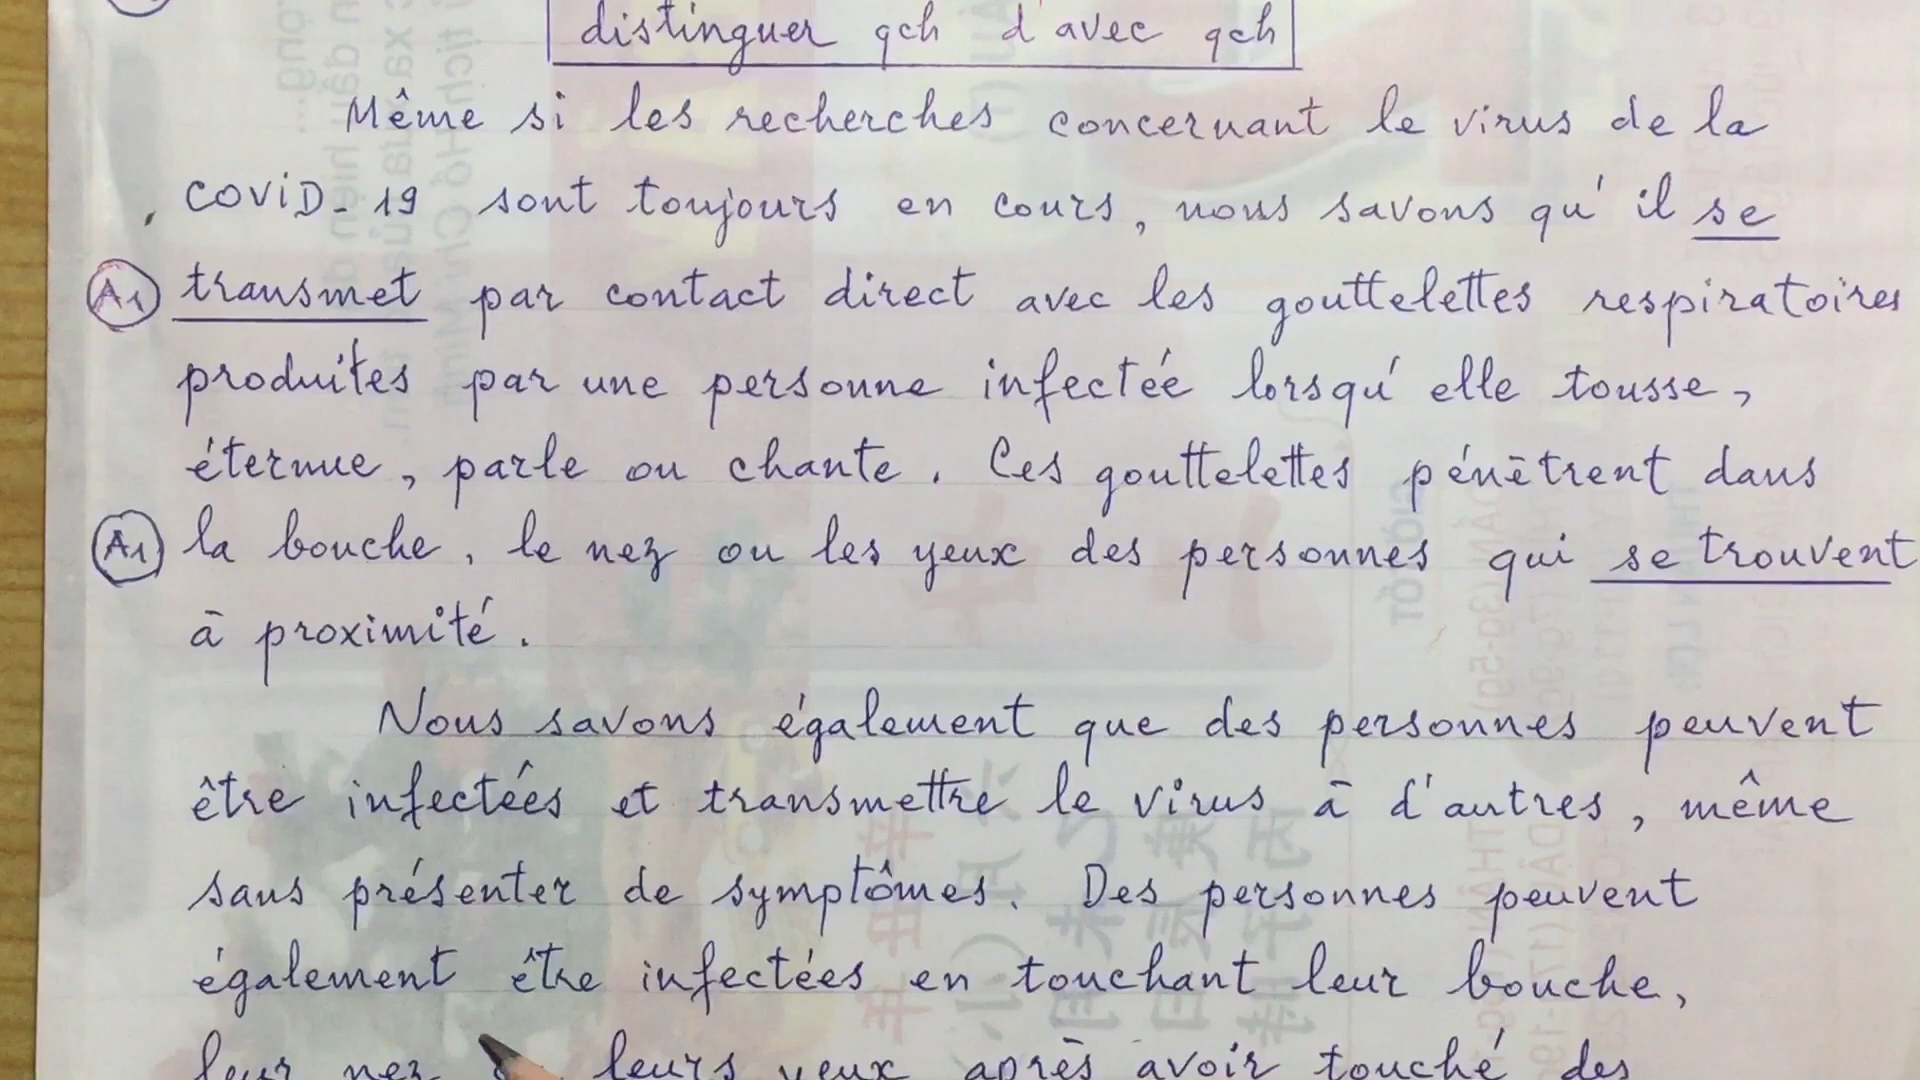 distinguer qch d'avec qch
Même si les recherches concernant le virus de la
COVID-19 sont toujours en cours, nous savons qu'il se
A1 transmet par contact direct avec les gouttelettes respiratoires
produites par une personne infectée lorsqu'elle tousse,
éternue, parle ou chante. Ces gouttelettes pénètrent dans
A1 la bouche, le nez ou les yeux des personnes qui se trouvent
à proximité.
Nous savons également que des personnes peuvent
être infectées et transmettre le virus à d'autres, même
sans présenter de symptômes. Des personnes peuvent
également être infectées en touchant leur bouche,
leur nez leurs yeux après avoir touché des